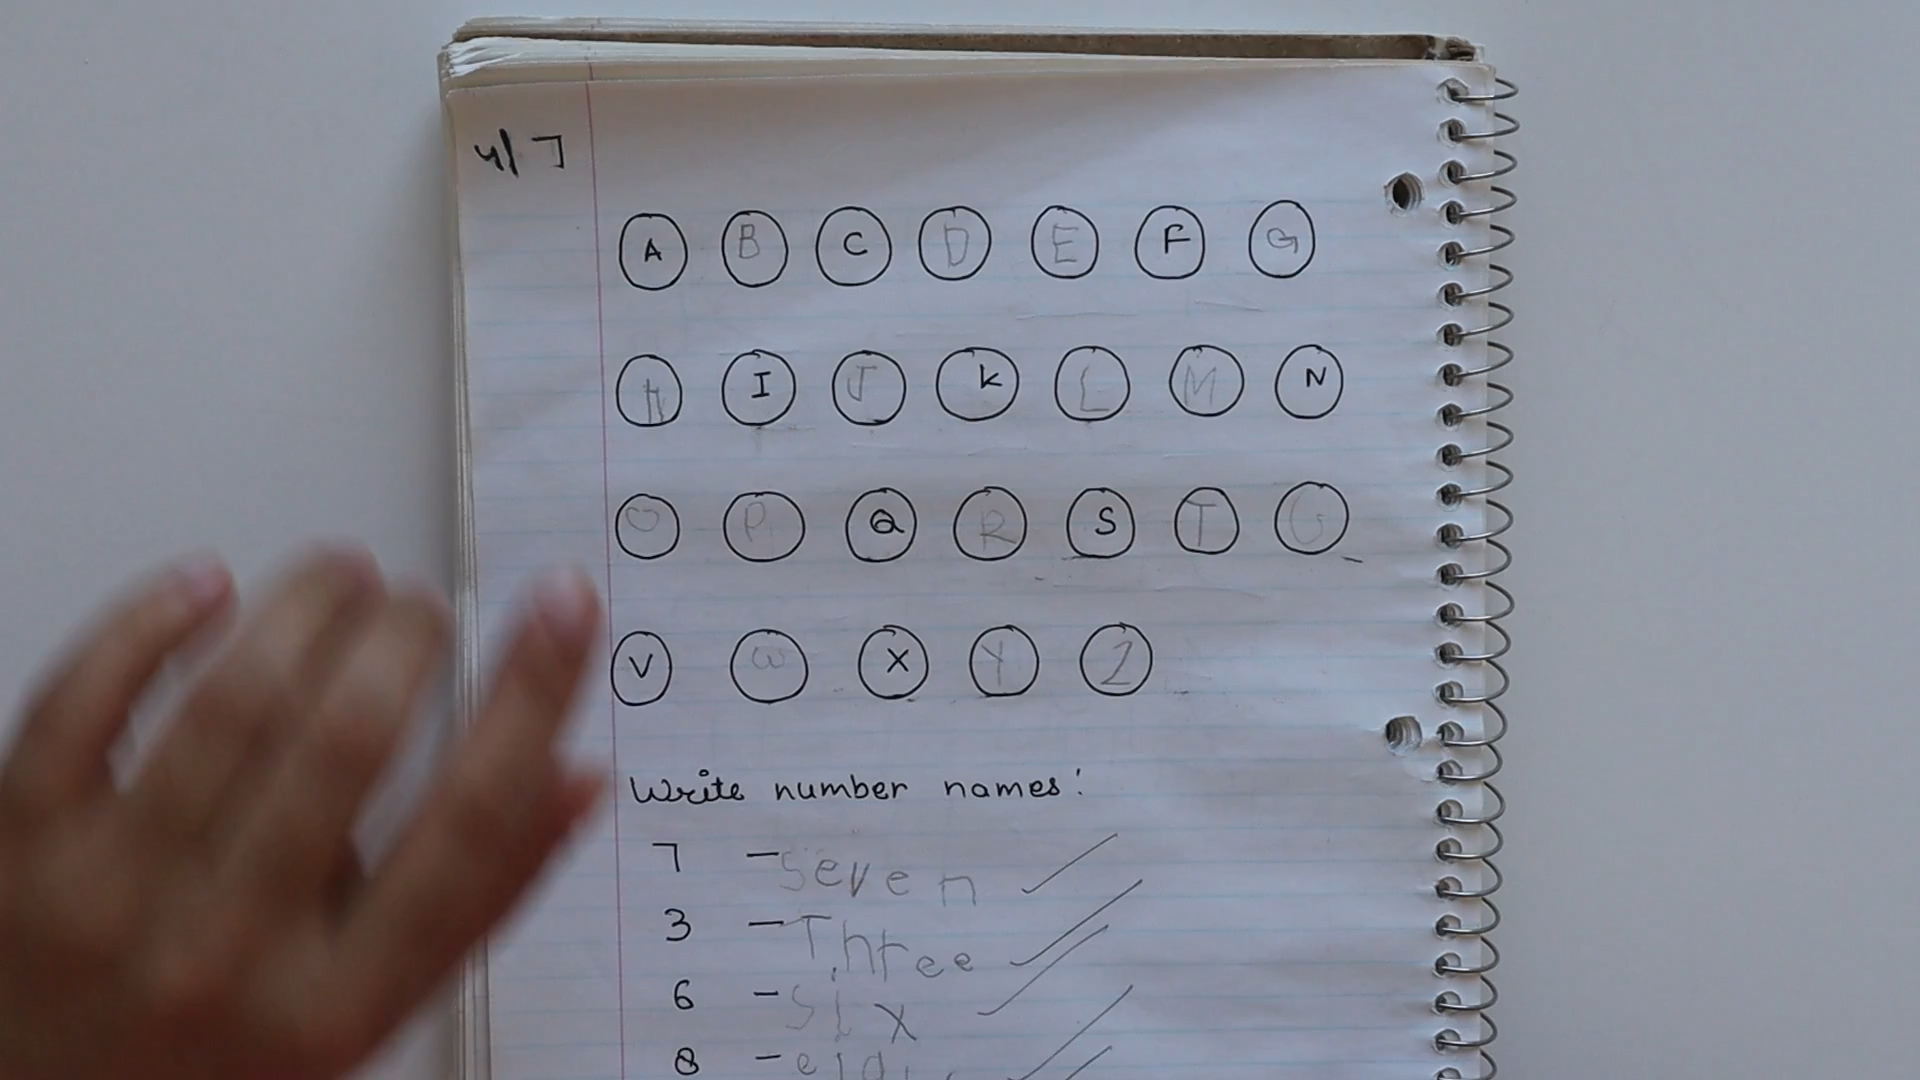 4/7
A B C D E F G
H I J K L M N
O P Q R S T U
V W X Y Z
Write number names:
7 - Seven
3 - Three
6 - Six
8 -